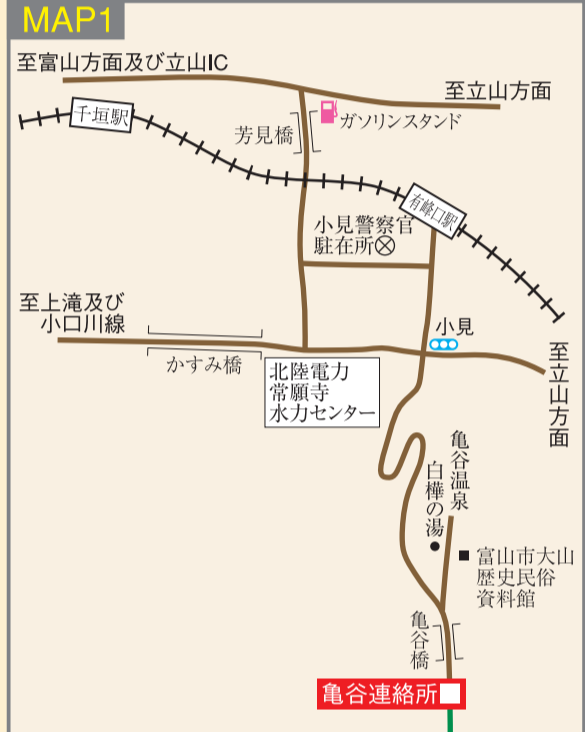 MAP1
至富山方面及び立山IC
至立山方面
千垣駅
芳見橋
ガソリンスタンド
有峰口駅
小見警察官
駐在所
至上滝及び
小口川線
かすみ橋
小見
至立山方面
北陸電力
常願寺
水力センター
亀谷温泉
白樺の湯
富山市大山
歴史民俗
資料館
亀谷橋
亀谷連絡所